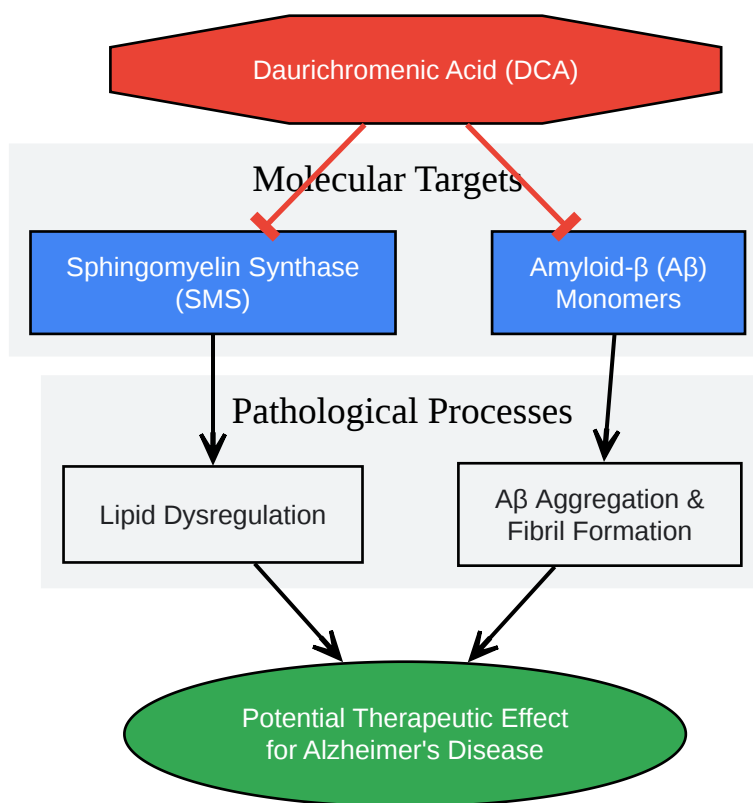 Daurichromenic Acid (DCA)
Molecular Targets
Sphingomyelin Synthase
(SMS)
Amyloid-β (Aβ)
Monomers
Pathological Processes
Lipid Dysregulation
Aβ Aggregation &
Fibril Formation
Potential Therapeutic Effect
for Alzheimer's Disease